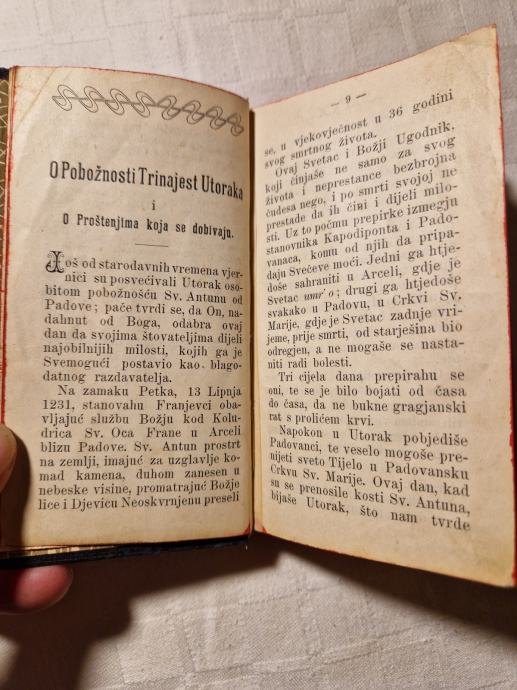 O Pobožnosti Trinajest Utoraka
i
O Proštenjima koja se dobivaju.
Još od starodavnih vremena vjer-
nici su posvećivali Utorak oso-
bitom pobožnošću Sv. Antunu od
Padove; pače tvrdi se, da On, na-
dahnut od Boga, odabra ovaj
dan da svojima štovateljima dijeli
najobilnijih milosti, kojih ga je
Svemogući postavio kao blago-
datnog razdavatelja.
Na zamaku Petka, 13 Lipnja
1231, stanovahu Franjevci oba-
vljajuć službu Božju kod Kolu-
drica Sv. Oca Frane u Arceli
blizu Padove. Sv. Antun prostrt
na zemlji, imajuć za uzglavlje ko-
mad kamena, duhom zanesen u
nebeske visine, promatrajuć Božje
lice i Djevicu Neoskvrnjenu preseli
— 9 —
se, u vjekovječnost u 36 godini
svog smrtnog života.
Ovaj Svetac i Božji Ugodnik,
koji činjaše ne samo za svog
života i neprestance bezbrojna
čudesa nego, i po smrti svojoj ne
prestade da ih čini i dijeli milo-
sti. Uz to počmu prepirke izmegju
stanovnika Kapodiponta i Pado-
vanaca, komu od njih da pripa-
daju Svečeve moći. Jedni ga htje-
doše sahraniti u Arceli, gdje je
Svetac umr'o; drugi ga htjedoše
svakako u Padovu, u Crkvi Sv.
Marije, gdje je Svetac zadnje vri-
jeme, prije smrti, od starješina bio
odregjen, a ne mogaše se nasta-
niti radi bolesti.
Tri cijela dana prepirahu se
oni, te se je bilo bojati od časa
do časa, da ne bukne gragjanski
rat s prolićem krvi.
Napokon u Utorak pobjediše
Padovanci, te veselo mogaše pre-
nijeti sveto Tijelo u Padovansku
Crkvu Sv. Marije. Ovaj dan, kad
su se prenosile kosti Sv. Antuna,
bijaše Utorak, što nam tvrde